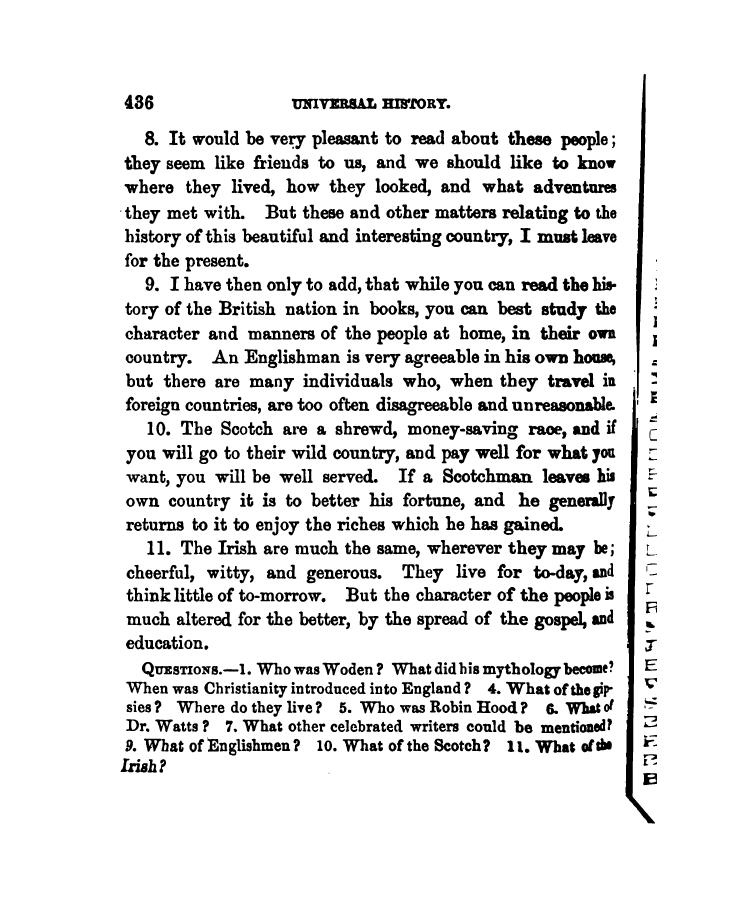 436 UNIVERSAL HISTORY.
8. It would be very pleasant to read about these people;
they seem like friends to us, and we should like to know
where they lived, how they looked, and what adventures
they met with. But these and other matters relating to the
history of this beautiful and interesting country, I must leave
for the present.
9. I have then only to add, that while you can read the his-
tory of the British nation in books, you can best study the
character and manners of the people at home, in their own
country. An Englishman is very agreeable in his own house,
but there are many individuals who, when they travel in
foreign countries, are too often disagreeable and unreasonable.
10. The Scotch are a shrewd, money-saving race, and if
you will go to their wild country, and pay well for what you
want, you will be well served. If a Scotchman leaves his
own country it is to better his fortune, and he generally
returns to it to enjoy the riches which he has gained.
11. The Irish are much the same, wherever they may be;
cheerful, witty, and generous. They live for to-day, and
think little of to-morrow. But the character of the people is
much altered for the better, by the spread of the gospel, and
education.
QUESTIONS.—1. Who was Woden? What did his mythology become?
When was Christianity introduced into England? 4. What of the gip-
sies? Where do they live? 5. Who was Robin Hood? 6. What of
Dr. Watts? 7. What other celebrated writers could be mentioned?
9. What of Englishmen? 10. What of the Scotch? 11. What of the
Irish?